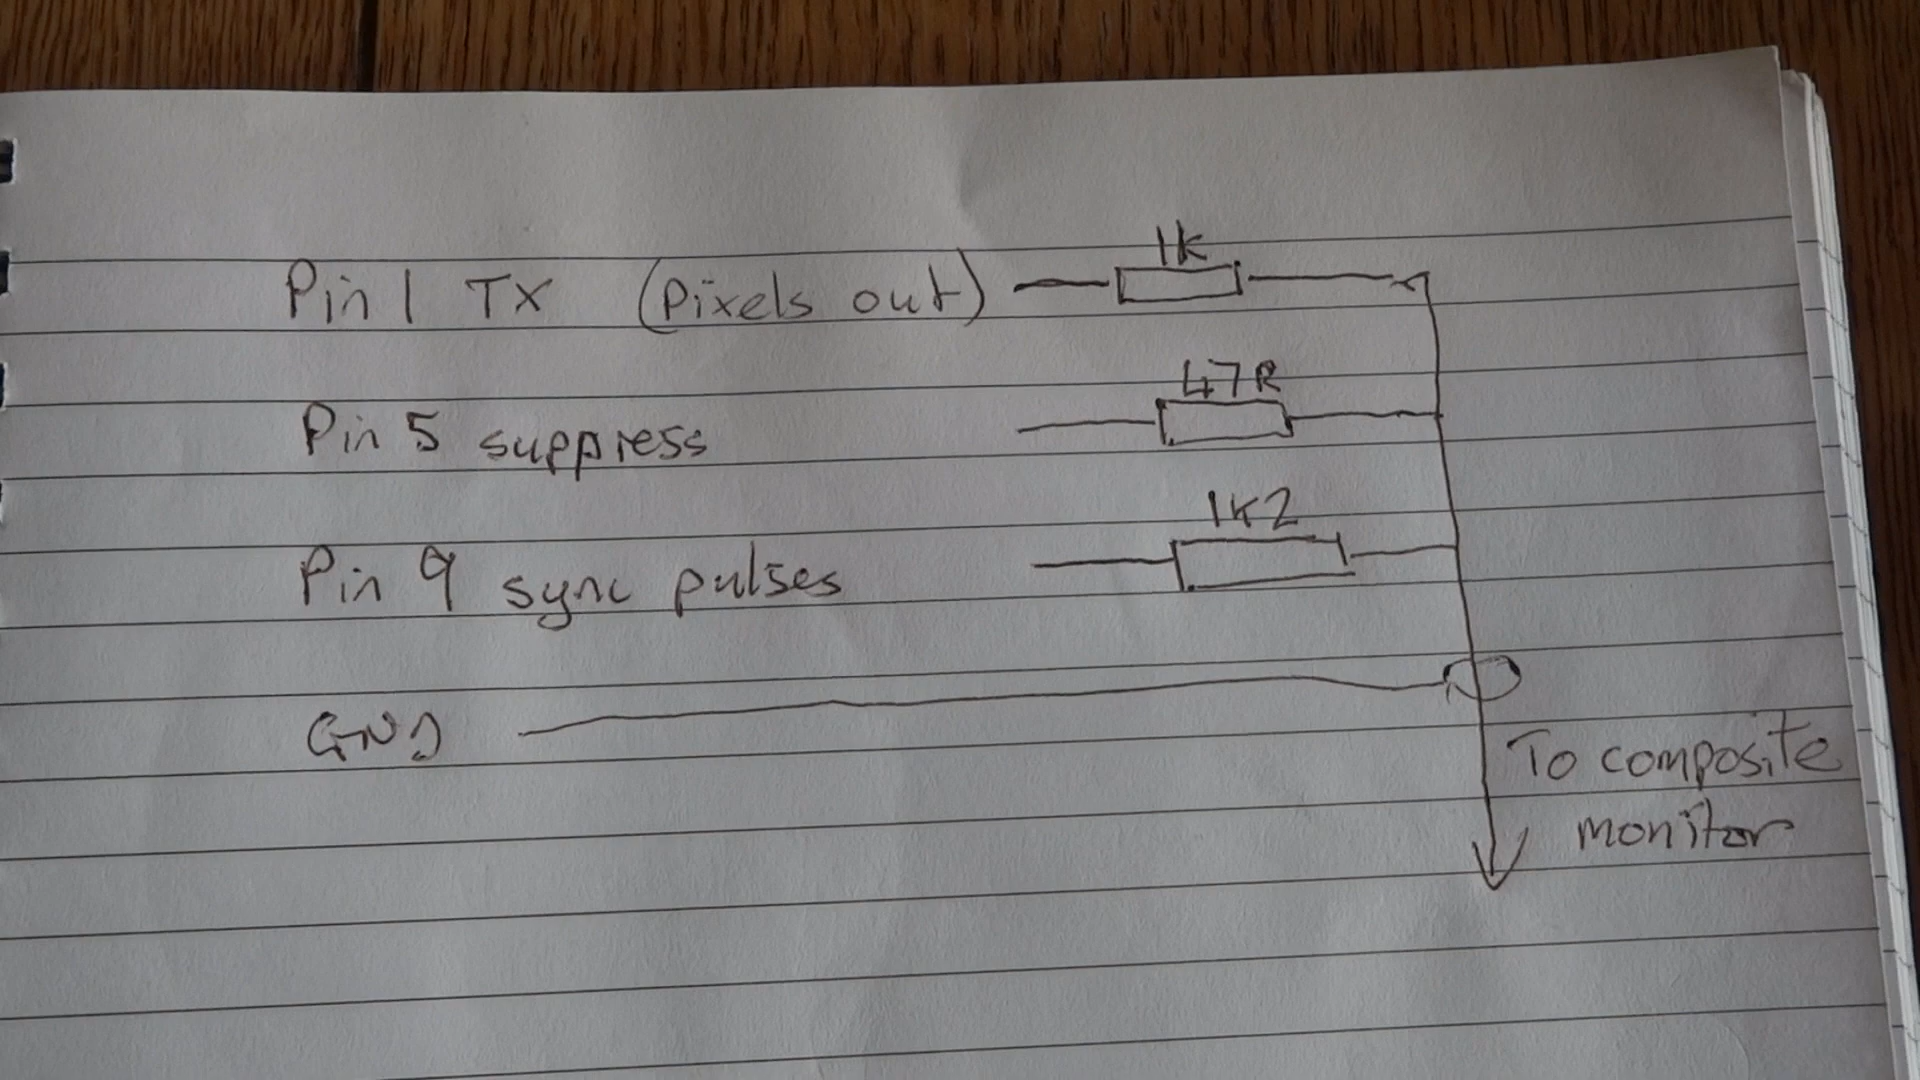 1k
Pin 1 TX (pixels out)
47R
Pin 5 suppress
1K2
Pin 9 sync pulses
GND
To composite
monitor